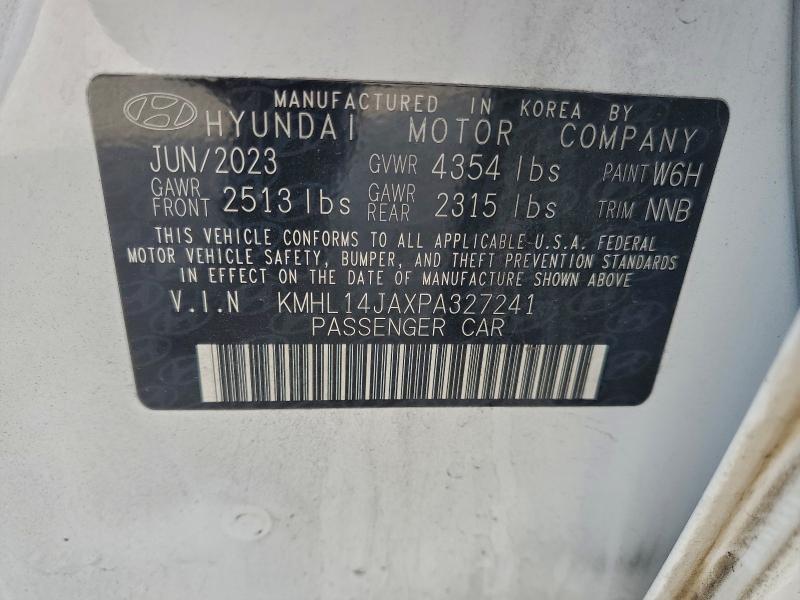 MANUFACTURED IN KOREA BY
HYUNDAI MOTOR COMPANY
JUN/2023 GVWR 4354 lbs PAINT W6H
GAWR FRONT 2513 lbs GAWR REAR 2315 lbs TRIM NNB
THIS VEHICLE CONFORMS TO ALL APPLICABLE U.S.A. FEDERAL
MOTOR VEHICLE SAFETY, BUMPER, AND THEFT PREVENTION STANDARDS
IN EFFECT ON THE DATE OF MANUFACTURE SHOWN ABOVE
V.I.N KMHL14JAXPA327241
PASSENGER CAR